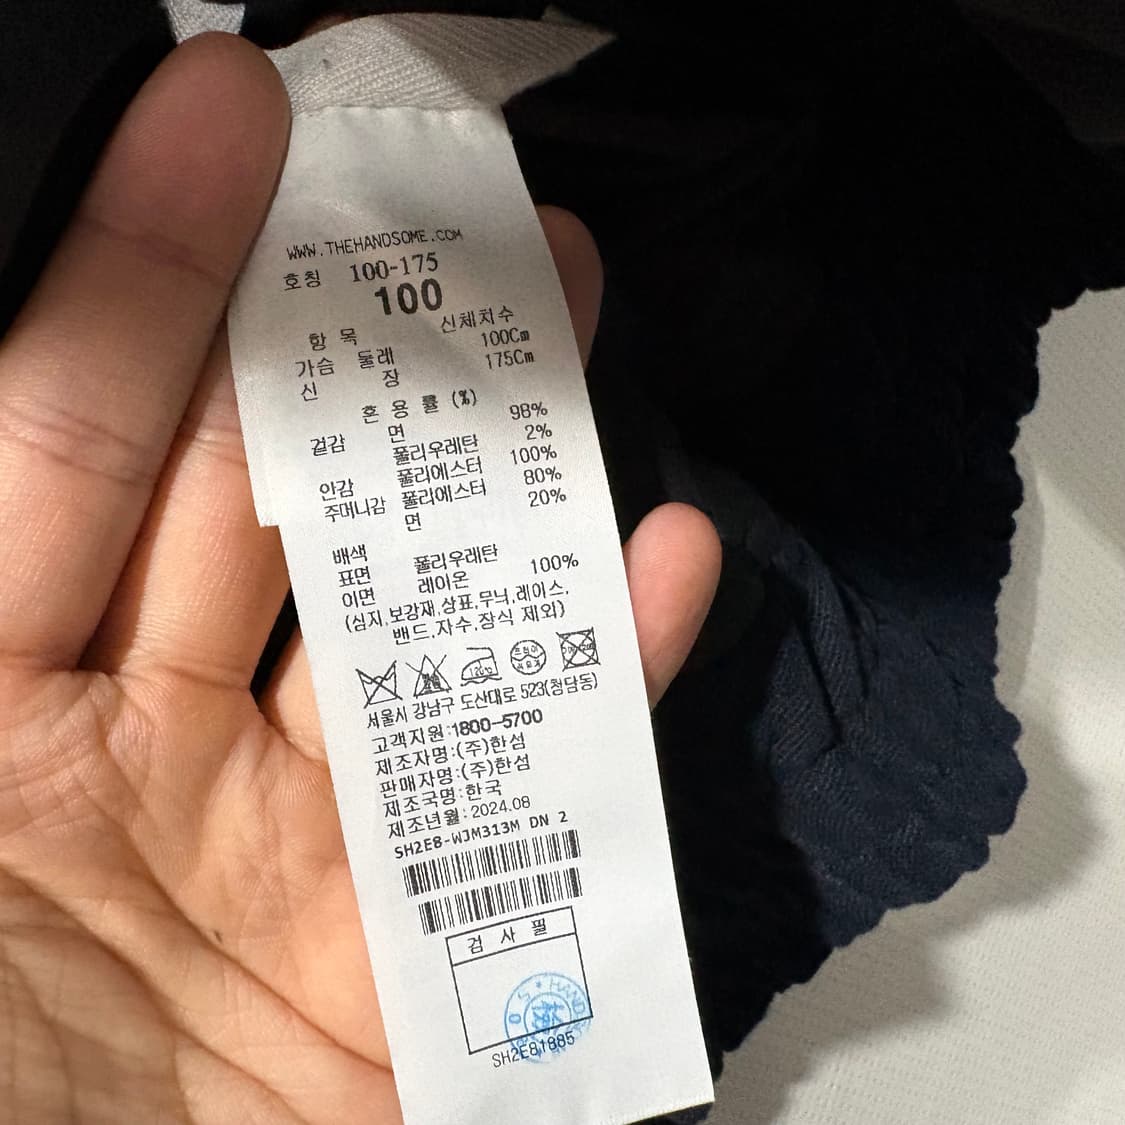 WWW.THEHANDSOME.COM
호칭 100-175
100
항 목 신체치수
가슴 둘레 100Cm
신 장 175Cm
혼 용 률 (%)
겉감 면 98%
폴리우레탄 2%
안감 폴리에스터 100%
주머니감 폴리에스터 80%
면 20%
배색
표면 폴리우레탄
이면 레이온 100%
(심지,보강재,상표,무늬,레이스,
밴드,자수,장식 제외)
120℃
드라이
서울시 강남구 도산대로 523(청담동)
고객지원:1800-5700
제조자명:(주)한섬
판매자명:(주)한섬
제조국명:한국
제조년월:2024.08
SH2E8-WJM313M DN 2
검 사 필
HAND
SH2E81885